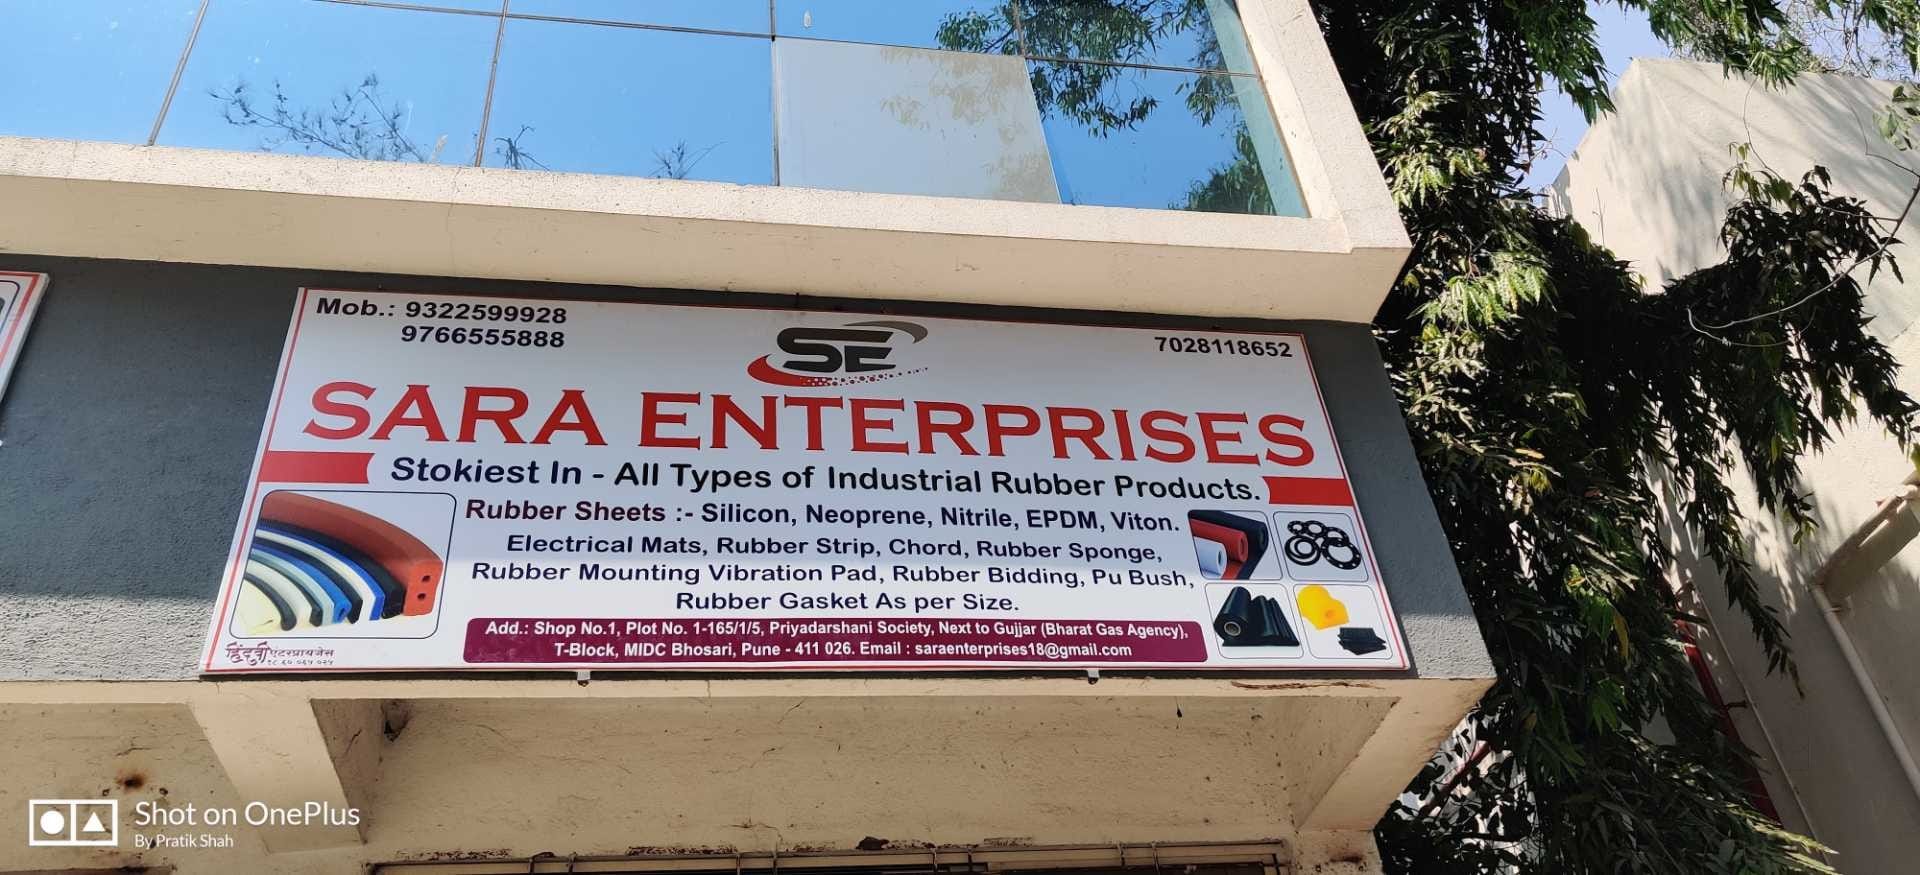 Mob.: 9322599928
9766555888
SE
7028118652
SARA ENTERPRISES
Stokiest In - All Types of Industrial Rubber Products.
Rubber Sheets :- Silicon, Neoprene, Nitrile, EPDM, Viton.
Electrical Mats, Rubber Strip, Chord, Rubber Sponge,
Rubber Mounting Vibration Pad, Rubber Bidding, Pu Bush,
Rubber Gasket As per Size.
Add.: Shop No.1, Plot No. 1-165/1/5, Priyadarshani Society, Next to Gujjar (Bharat Gas Agency),
T-Block, MIDC Bhosari, Pune - 411 026. Email : saraenterprises18@gmail.com
हिंदवी एंटरप्रायजेस
Shot on OnePlus
By Pratik Shah